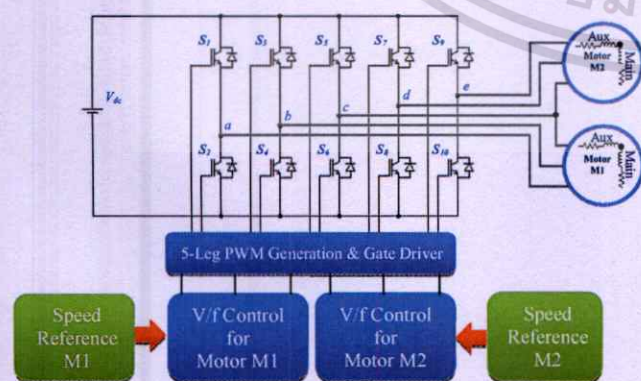 S1 S3 S5 S7 S9
Vdc
a b c d e
S2 S4 S6 S8 S10
Aux
Motor
M2
Main
Aux
Motor
M1
Main
5-Leg PWM Generation & Gate Driver
Speed
Reference
M1
V/f Control
for
Motor M1
V/f Control
for
Motor M2
Speed
Reference
M2